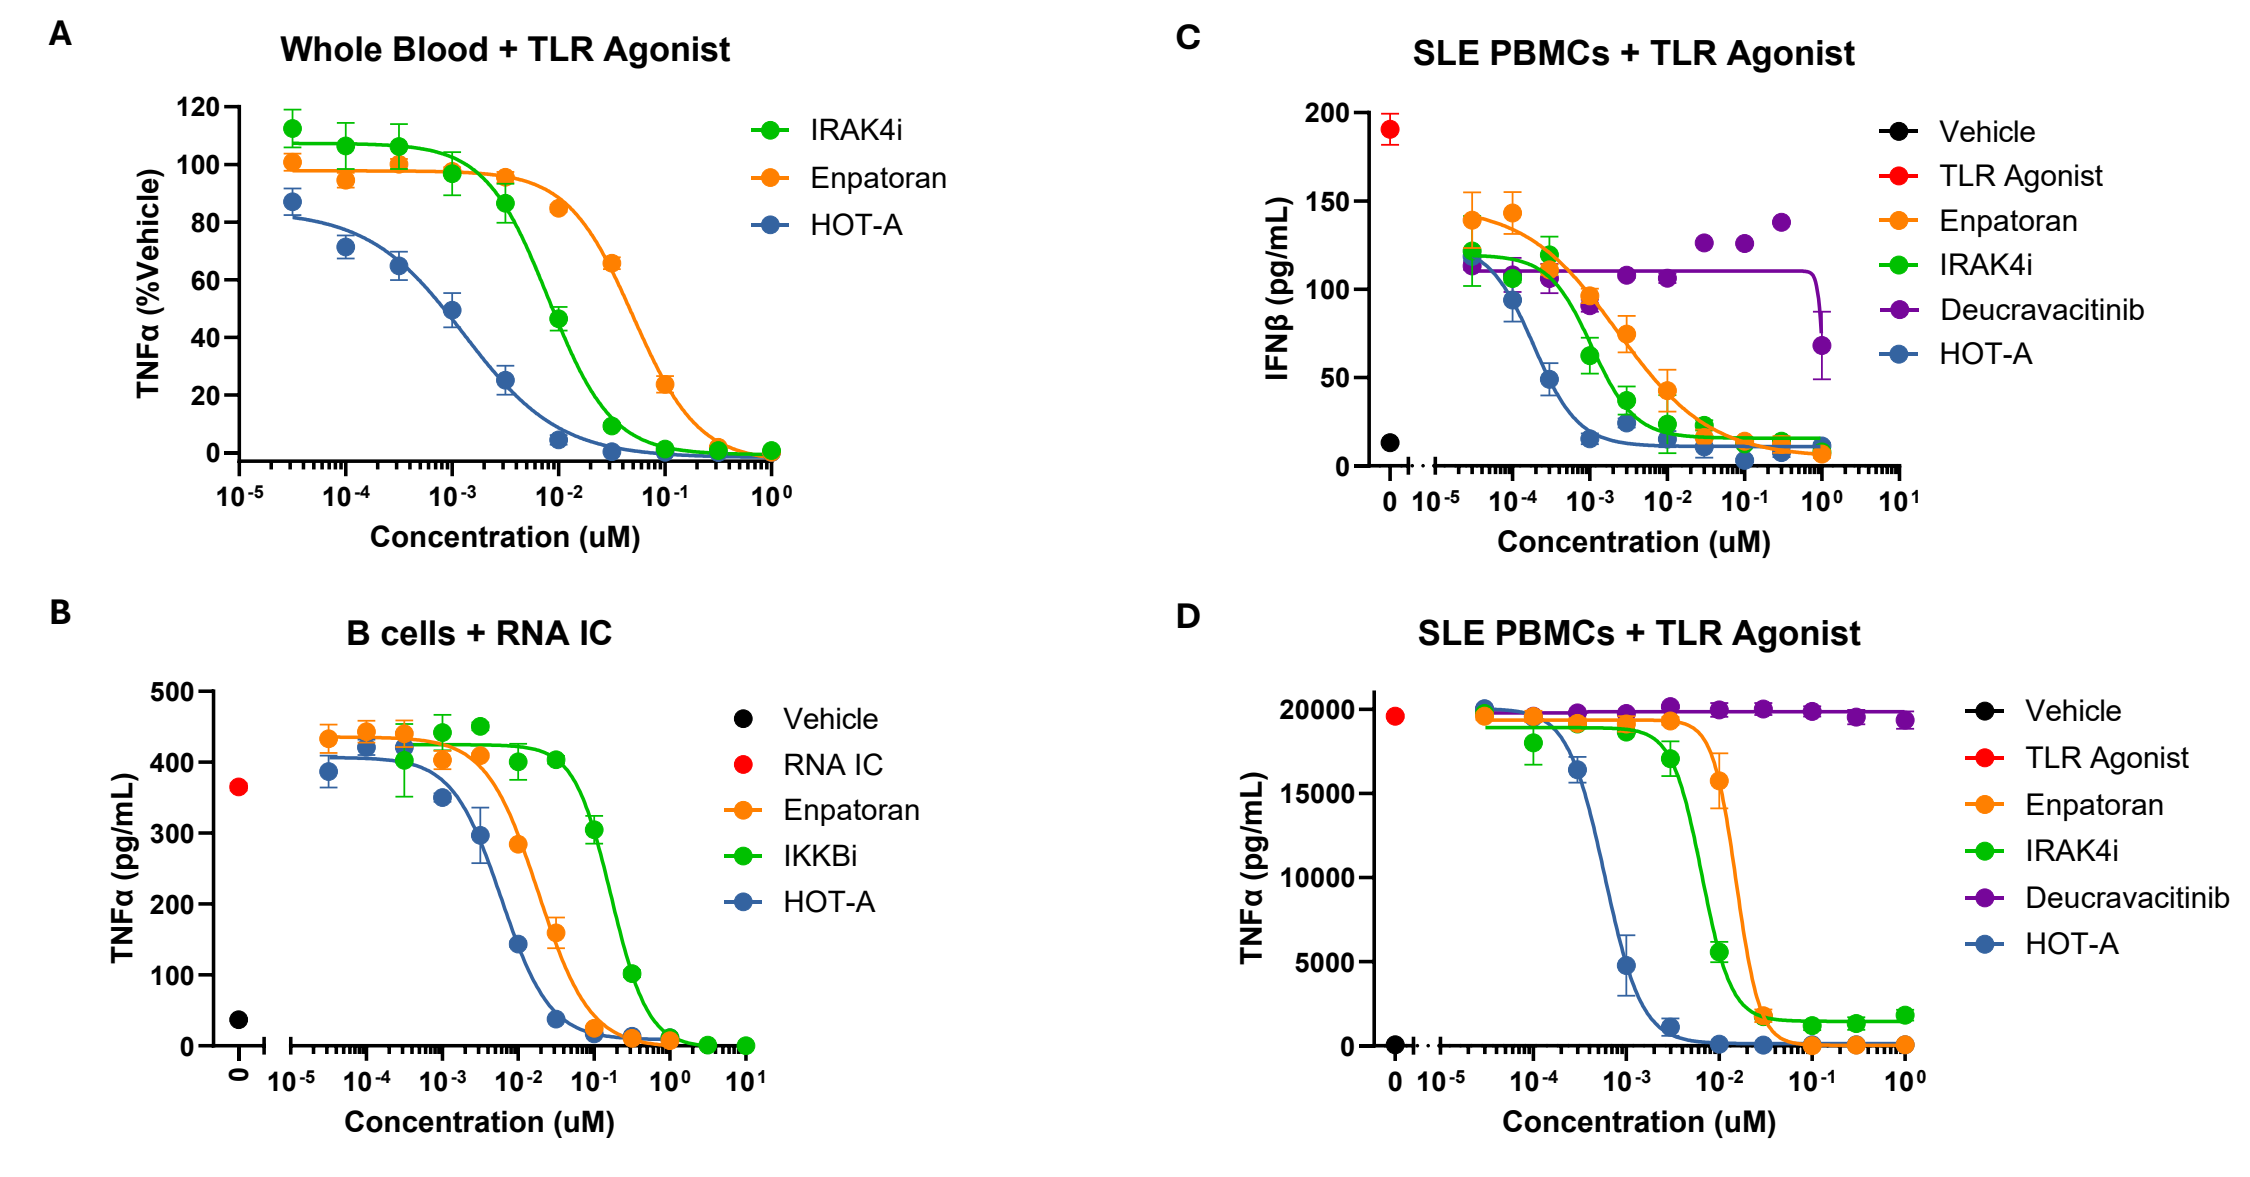 A
Whole Blood + TLR Agonist
TNFα (%Vehicle)
120
100
80
60
40
20
0
10-5 10-4 10-3 10-2 10-1 100
Concentration (uM)
IRAK4i
Enpatoran
HOT-A
B
B cells + RNA IC
TNFα (pg/mL)
500
400
300
200
100
0
0 10-5 10-4 10-3 10-2 10-1 100 101
Concentration (uM)
Vehicle
RNA IC
Enpatoran
IKKBi
HOT-A
C
SLE PBMCs + TLR Agonist
IFNβ (pg/mL)
200
150
100
50
0
0 10-5 10-4 10-3 10-2 10-1 100 101
Concentration (uM)
Vehicle
TLR Agonist
Enpatoran
IRAK4i
Deucravacitinib
HOT-A
D
SLE PBMCs + TLR Agonist
TNFα (pg/mL)
20000
15000
10000
5000
0
0 10-5 10-4 10-3 10-2 10-1 100
Concentration (uM)
Vehicle
TLR Agonist
Enpatoran
IRAK4i
Deucravacitinib
HOT-A